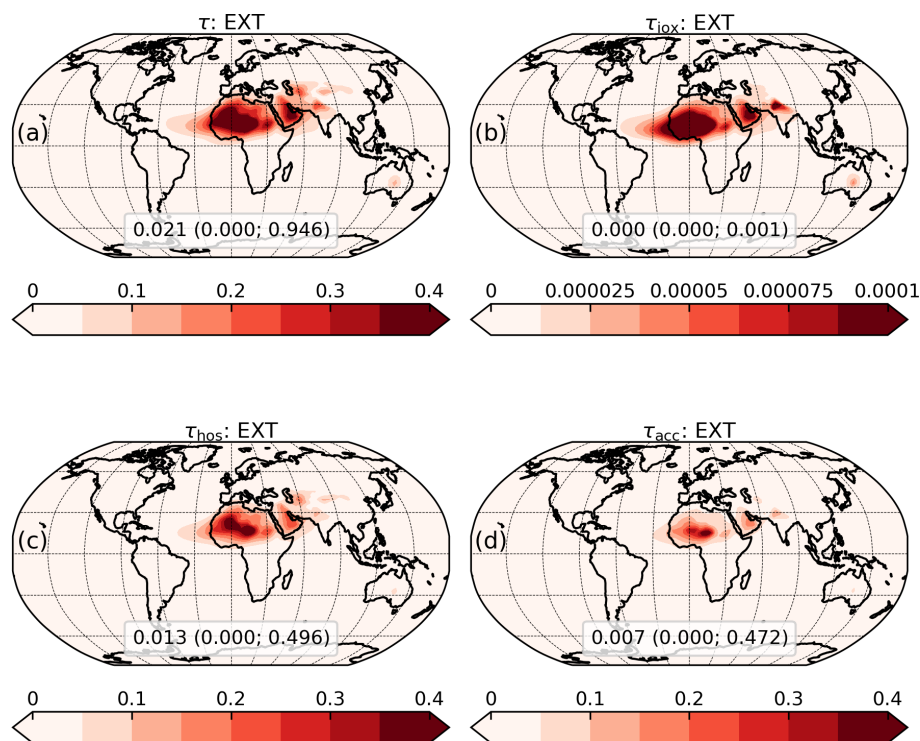 τ: EXT
τiox: EXT
(a)
(b)
0.021 (0.000; 0.946)
0.000 (0.000; 0.001)
0 0.1 0.2 0.3 0.4
0 0.000025 0.00005 0.000075 0.0001
τhos: EXT
τacc: EXT
(c)
(d)
0.013 (0.000; 0.496)
0.007 (0.000; 0.472)
0 0.1 0.2 0.3 0.4
0 0.1 0.2 0.3 0.4